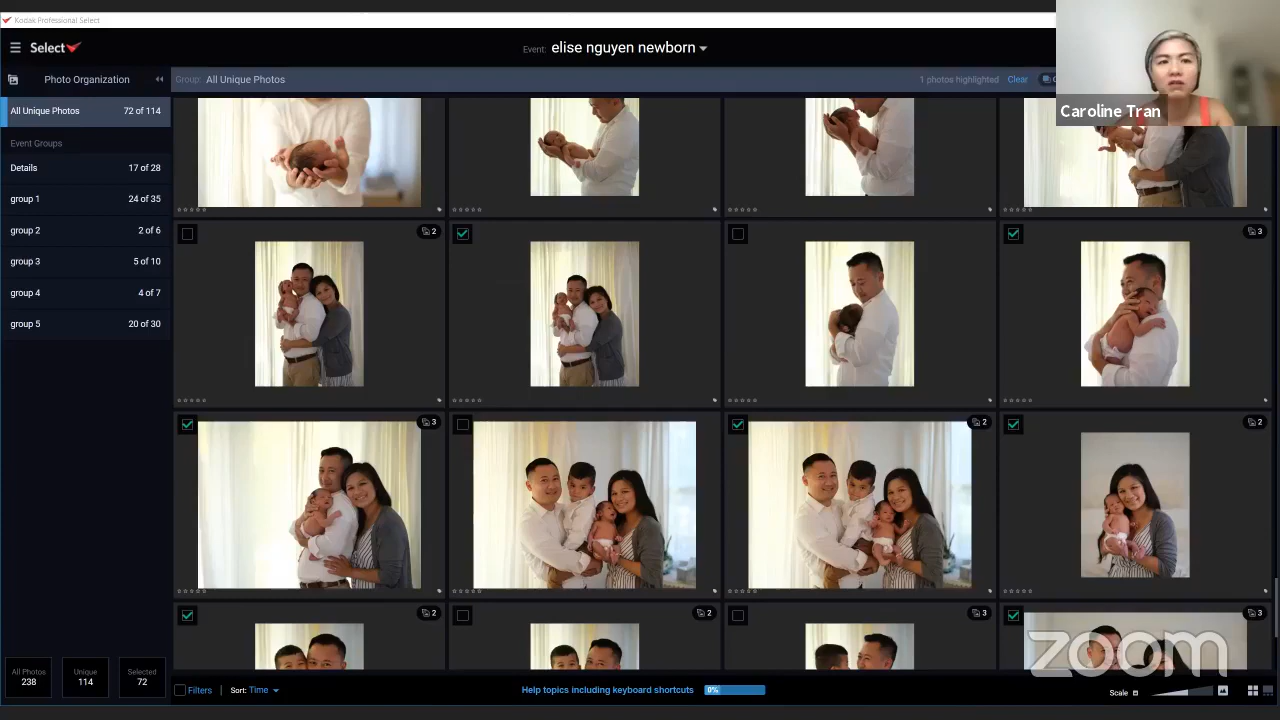 Kodak Professional Select
Select
Event: elise nguyen newborn
Photo Organization
Group: All Unique Photos
1 photos highlighted Clear
Caroline Tran
All Unique Photos 72 of 114
Event Groups
Details 17 of 28
group 1 24 of 35
group 2 2 of 6
group 3 5 of 10
group 4 4 of 7
group 5 20 of 30
2
3
3
2
2
2
2
3
3
All Photos
238
Unique
114
Selected
72
Filters | Sort: Time
Help topics including keyboard shortcuts 0%
Scale
zoom